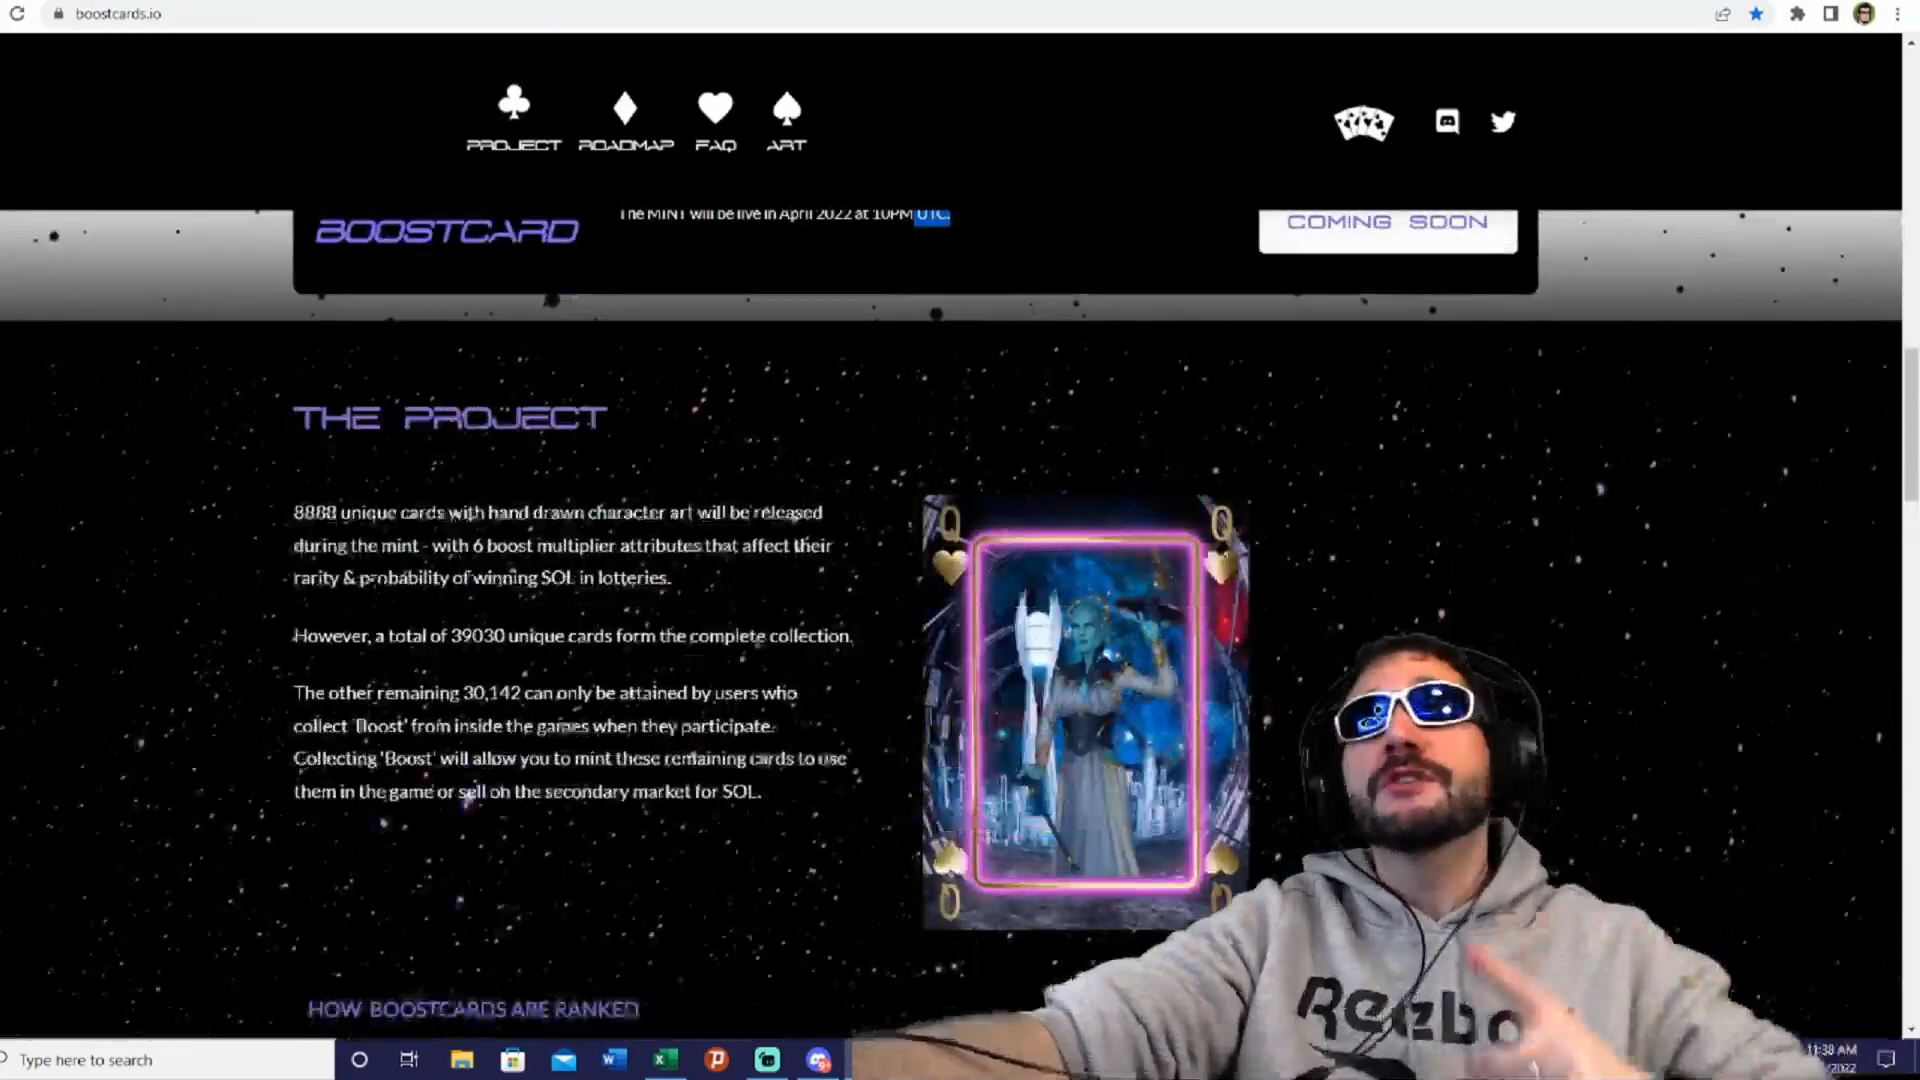 boostcards.io
PROJECT ROADMAP FAQ ART
BOOSTCARD
The MINT will be live in April 2022 at 10PM UTC.
COMING SOON
THE PROJECT
8888 unique cards with hand drawn character art will be released
during the mint - with 6 boost multiplier attributes that affect their
rarity & probability of winning SOL in lotteries.
However, a total of 39030 unique cards form the complete collection.
The other remaining 30,142 can only be attained by users who
collect 'Boost' from inside the games when they participate.
Collecting 'Boost' will allow you to mint these remaining cards to use
them in the game or sell on the secondary market for SOL.
Q Q
Q Q
HOW BOOSTCARDS ARE RANKED
Reebo
Type here to search
11:38 AM
/2022